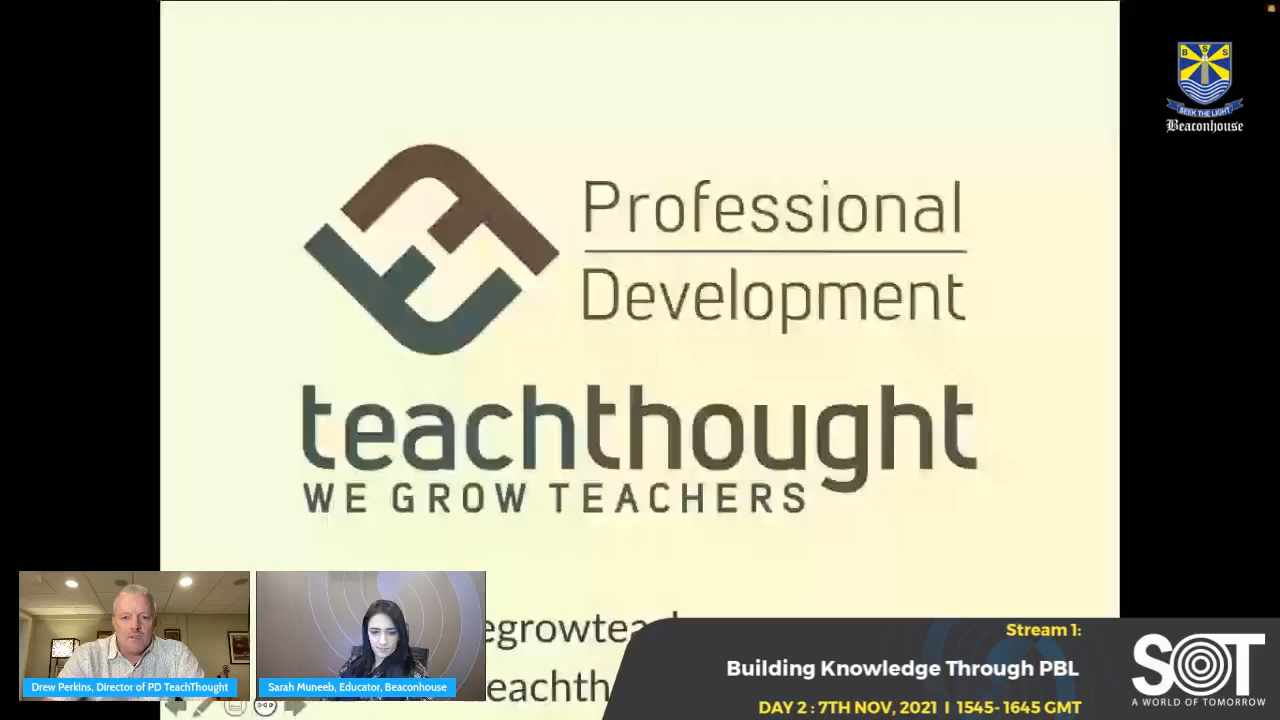 B S S
SEEK THE LIGHT
Beaconhouse
Professional
Development
teachthought
WE GROW TEACHERS
Drew Perkins, Director of PD TeachThought
Sarah Muneeb, Educator, Beaconhouse
Stream 1:
Building Knowledge Through PBL
DAY 2 : 7TH NOV, 2021 I 1545- 1645 GMT
SOT
A WORLD OF TOMORROW